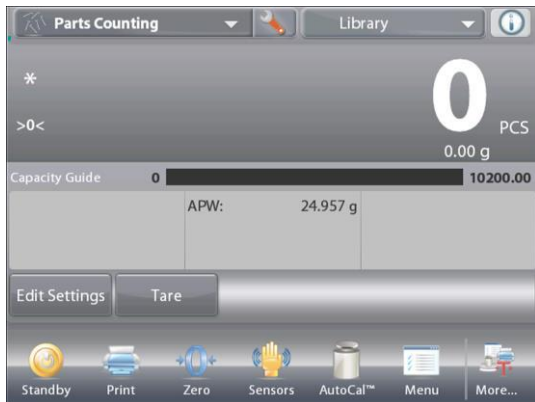 Parts Counting Library
*
0
>0< PCS
0.00 g
Capacity Guide 0 10200.00
APW: 24.957 g
Edit Settings Tare
Standby Print Zero Sensors AutoCal™ Menu More...